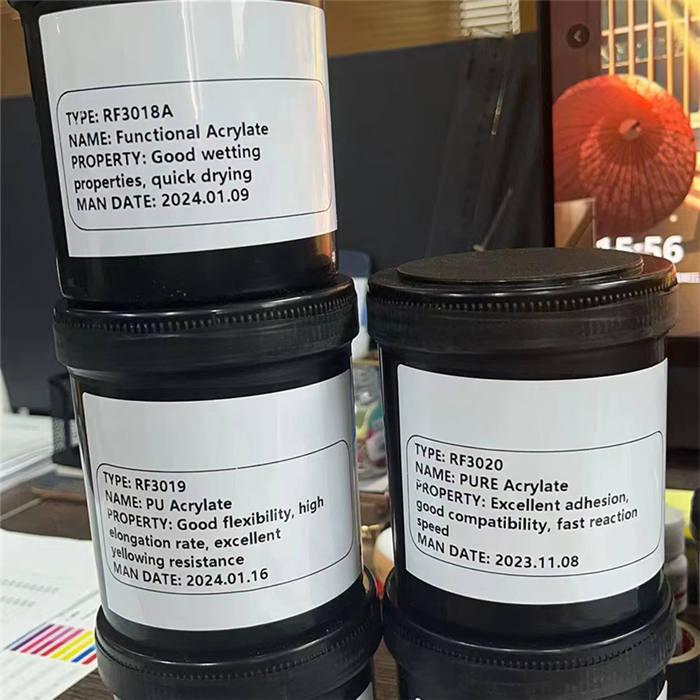 TYPE: RF3018A
NAME: Functional Acrylate
PROPERTY: Good wetting
properties, quick drying
MAN DATE: 2024.01.09
TYPE: RF3019
NAME: PU Acrylate
PROPERTY: Good flexibility, high
elongation rate, excellent
yellowing resistance
MAN DATE: 2024.01.16
TYPE: RF3020
NAME: PURE Acrylate
PROPERTY: Excellent adhesion,
good compatibility, fast reaction
speed
MAN DATE: 2023.11.08
15:56